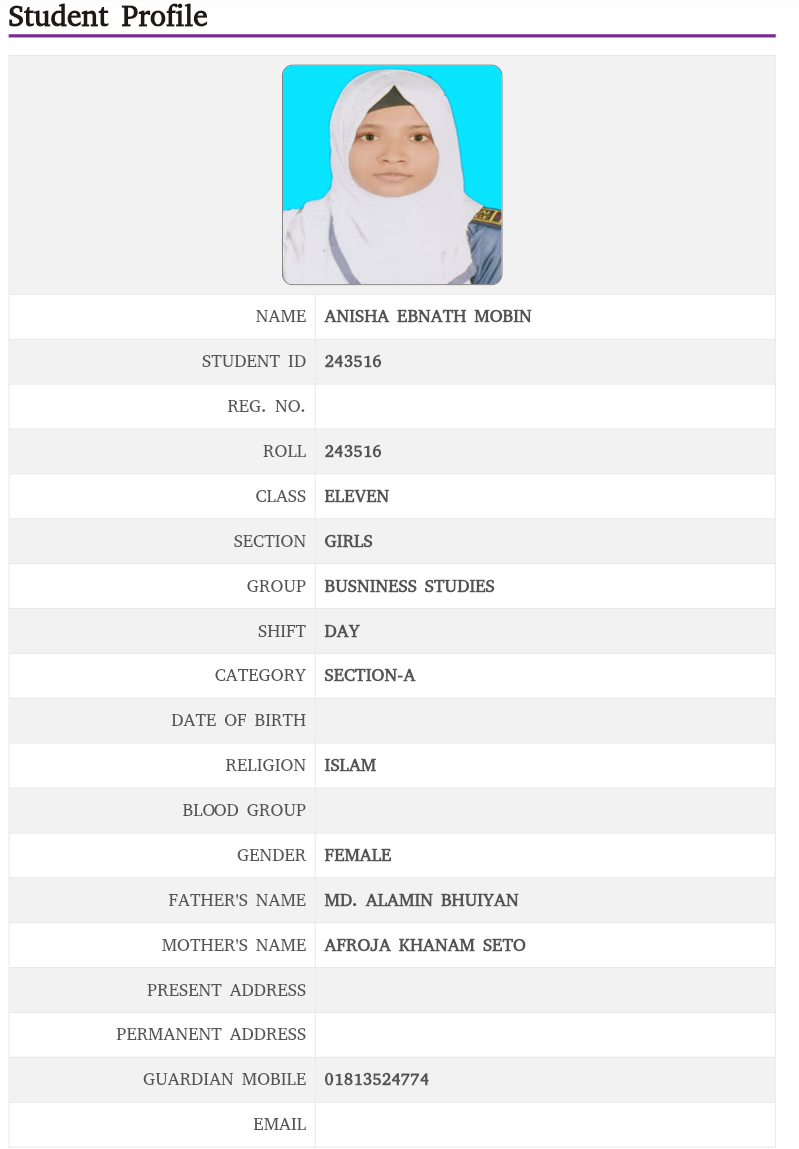 Student Profile
NAME ANISHA EBNATH MOBIN
STUDENT ID 243516
REG. NO.
ROLL 243516
CLASS ELEVEN
SECTION GIRLS
GROUP BUSNINESS STUDIES
SHIFT DAY
CATEGORY SECTION-A
DATE OF BIRTH
RELIGION ISLAM
BLOOD GROUP
GENDER FEMALE
FATHER'S NAME MD. ALAMIN BHUIYAN
MOTHER'S NAME AFROJA KHANAM SETO
PRESENT ADDRESS
PERMANENT ADDRESS
GUARDIAN MOBILE 01813524774
EMAIL